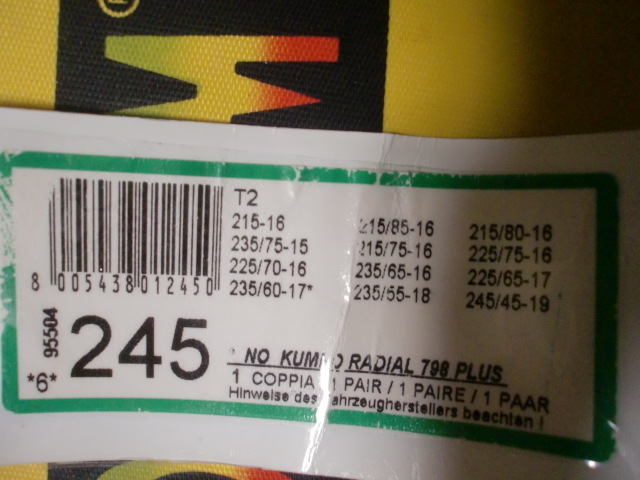 T2
215-16 215/85-16 215/80-16
235/75-15 215/75-16 225/75-16
225/70-16 235/65-16 225/65-17
235/60-17* 235/55-18 245/45-19
8 005438 012450
95504
245
*6*
NO KUMHO RADIAL 798 PLUS
1 COPPIA / 1 PAIR / 1 PAIRE / 1 PAAR
Hinweise des Fahrzeugherstellers beachten !